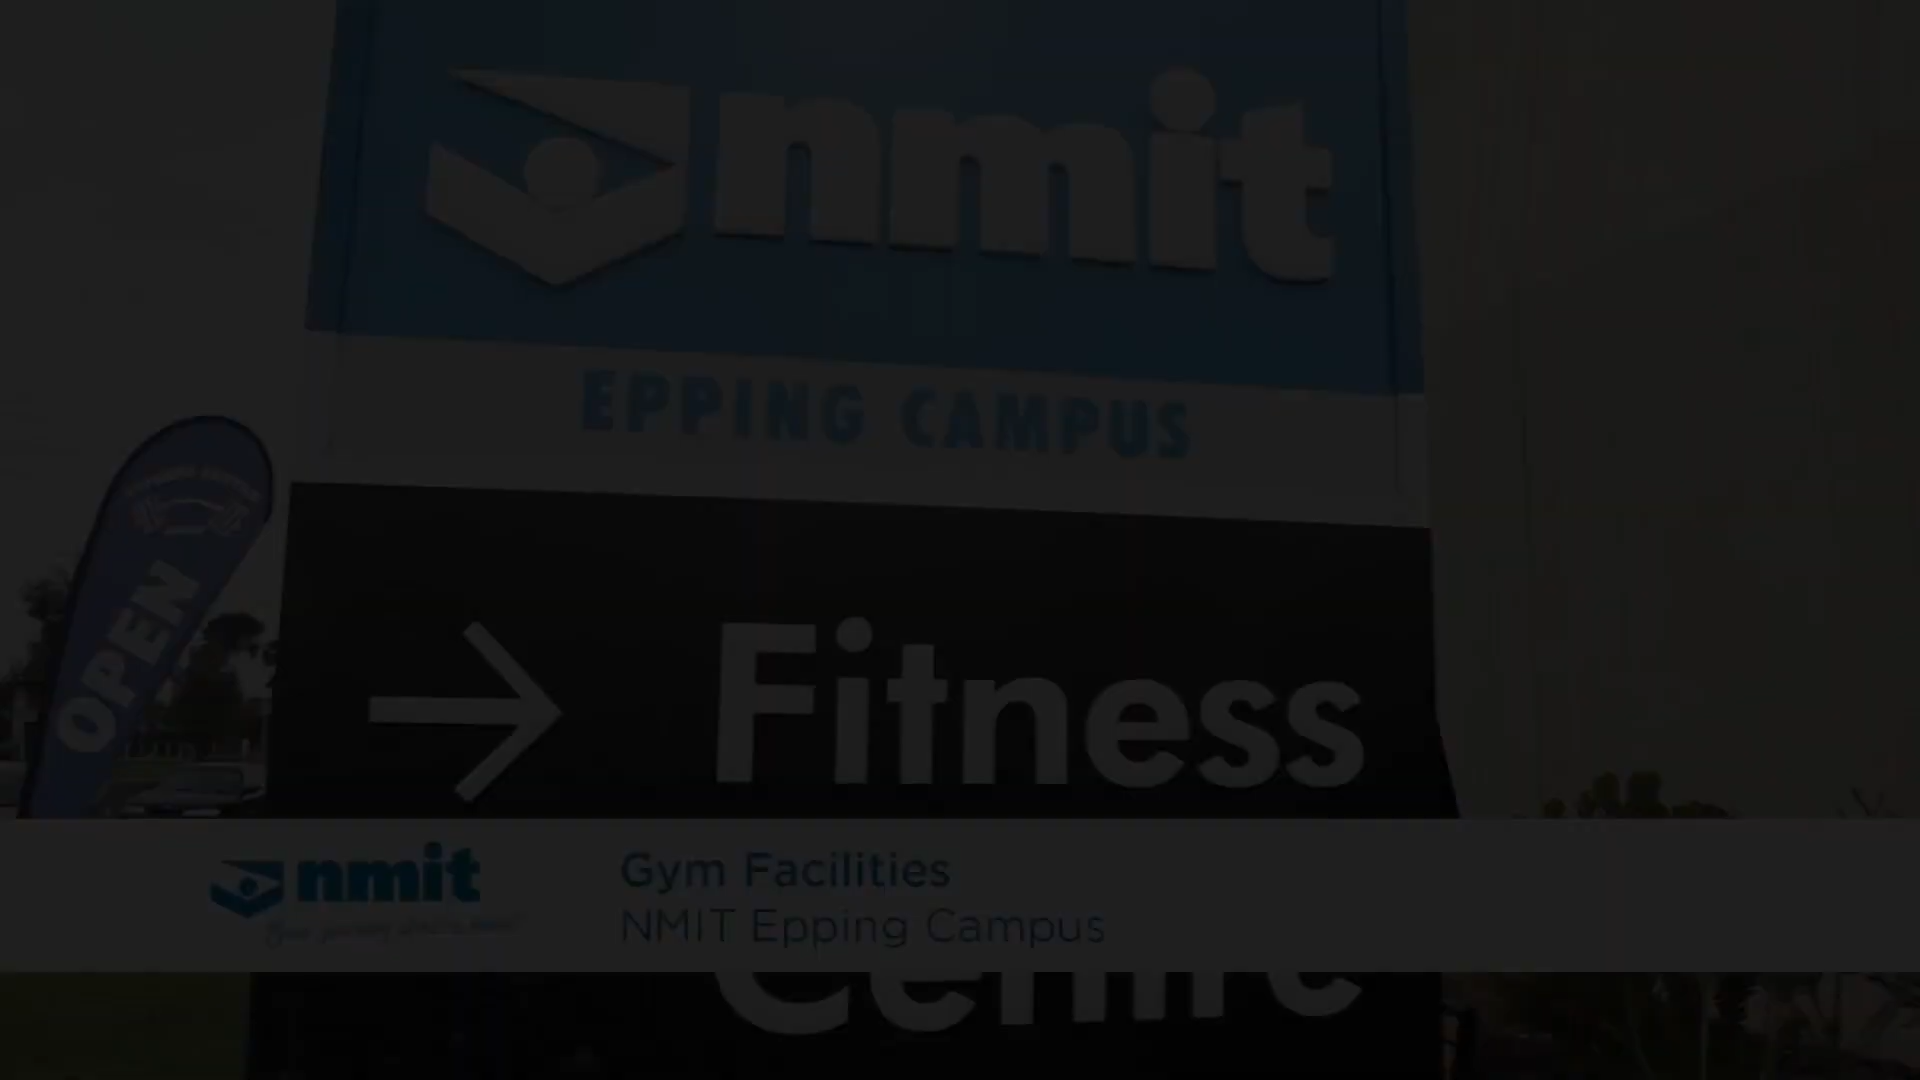 nmit
EPPING CAMPUS
OPEN
Fitness
nmit
Gym Facilities
NMIT Epping Campus
Centre